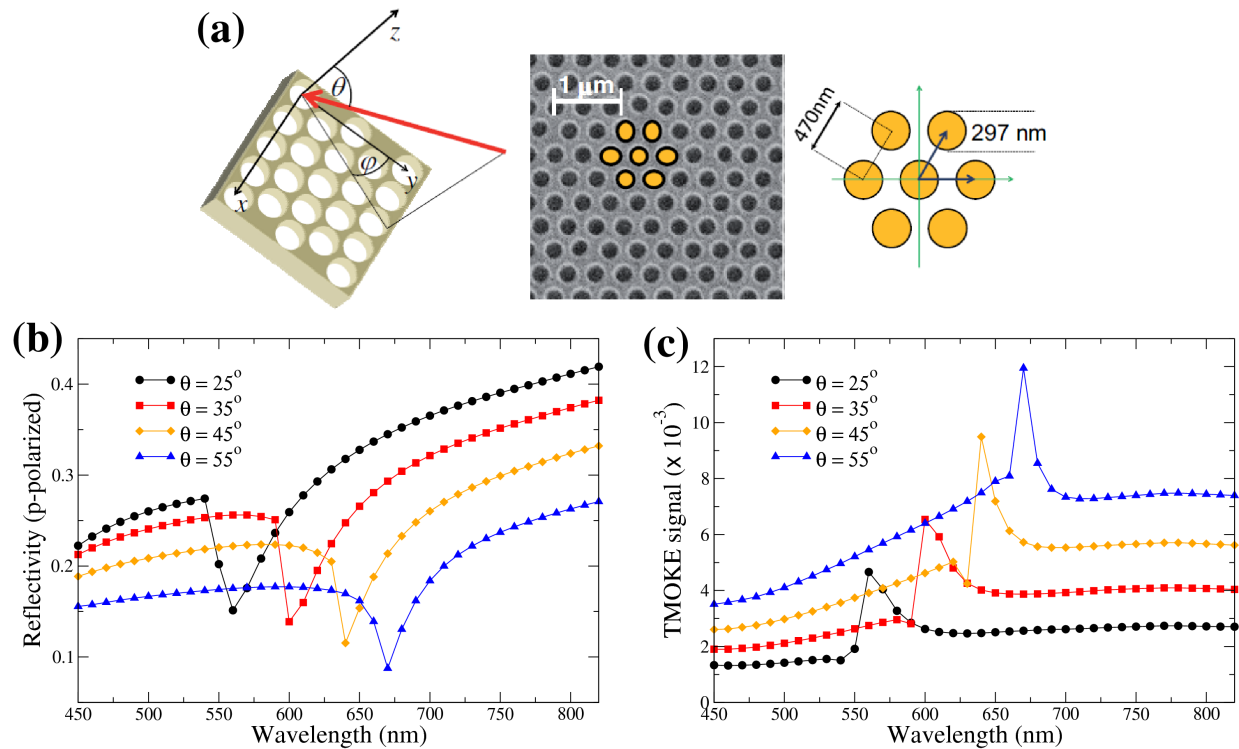 (a)
z
θ
φ
y
x
1 μm
470nm
297 nm
(b)
Reflectivity (p-polarized)
0.4
0.3
0.2
0.1
θ = 25°
θ = 35°
θ = 45°
θ = 55°
450 500 550 600 650 700 750 800
Wavelength (nm)
(c)
TMOKE signal (x 10⁻³)
12
10
8
6
4
2
0
θ = 25°
θ = 35°
θ = 45°
θ = 55°
450 500 550 600 650 700 750 800
Wavelength (nm)